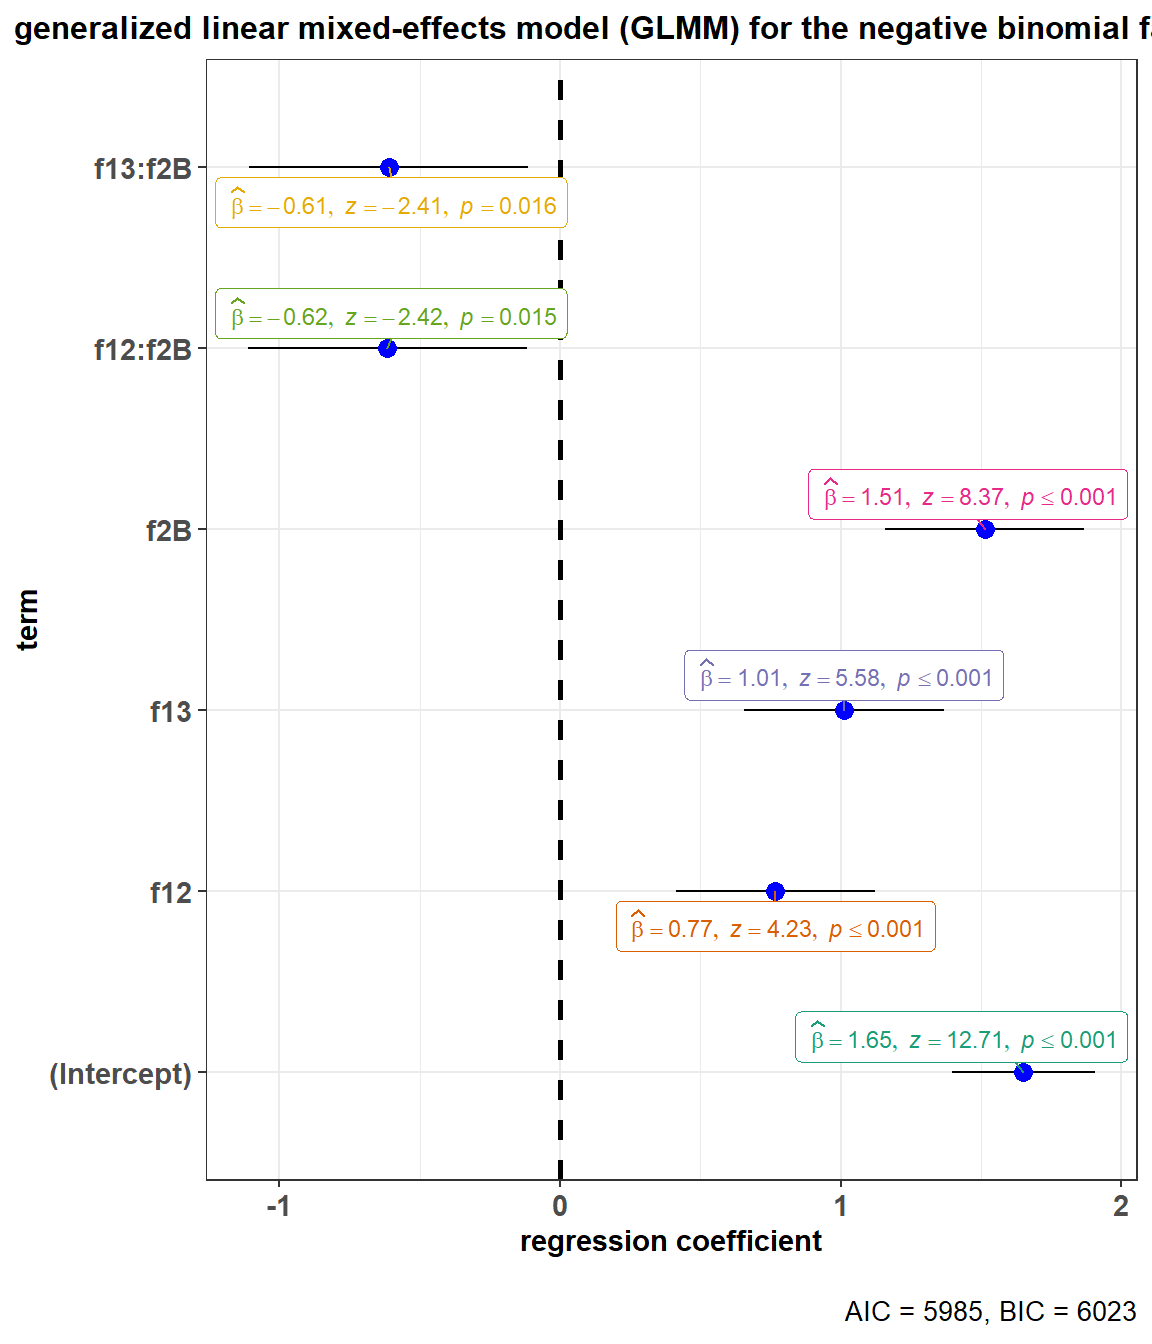 generalized linear mixed-effects model (GLMM) for the negative binomial fa
f13:f2B
β̂ = −0.61, z = −2.41, p = 0.016
β̂ = −0.62, z = −2.42, p = 0.015
f12:f2B
β̂ = 1.51, z = 8.37, p ≤ 0.001
f2B
term
β̂ = 1.01, z = 5.58, p ≤ 0.001
f13
f12
β̂ = 0.77, z = 4.23, p ≤ 0.001
β̂ = 1.65, z = 12.71, p ≤ 0.001
(Intercept)
-1 0 1 2
regression coefficient
AIC = 5985, BIC = 6023